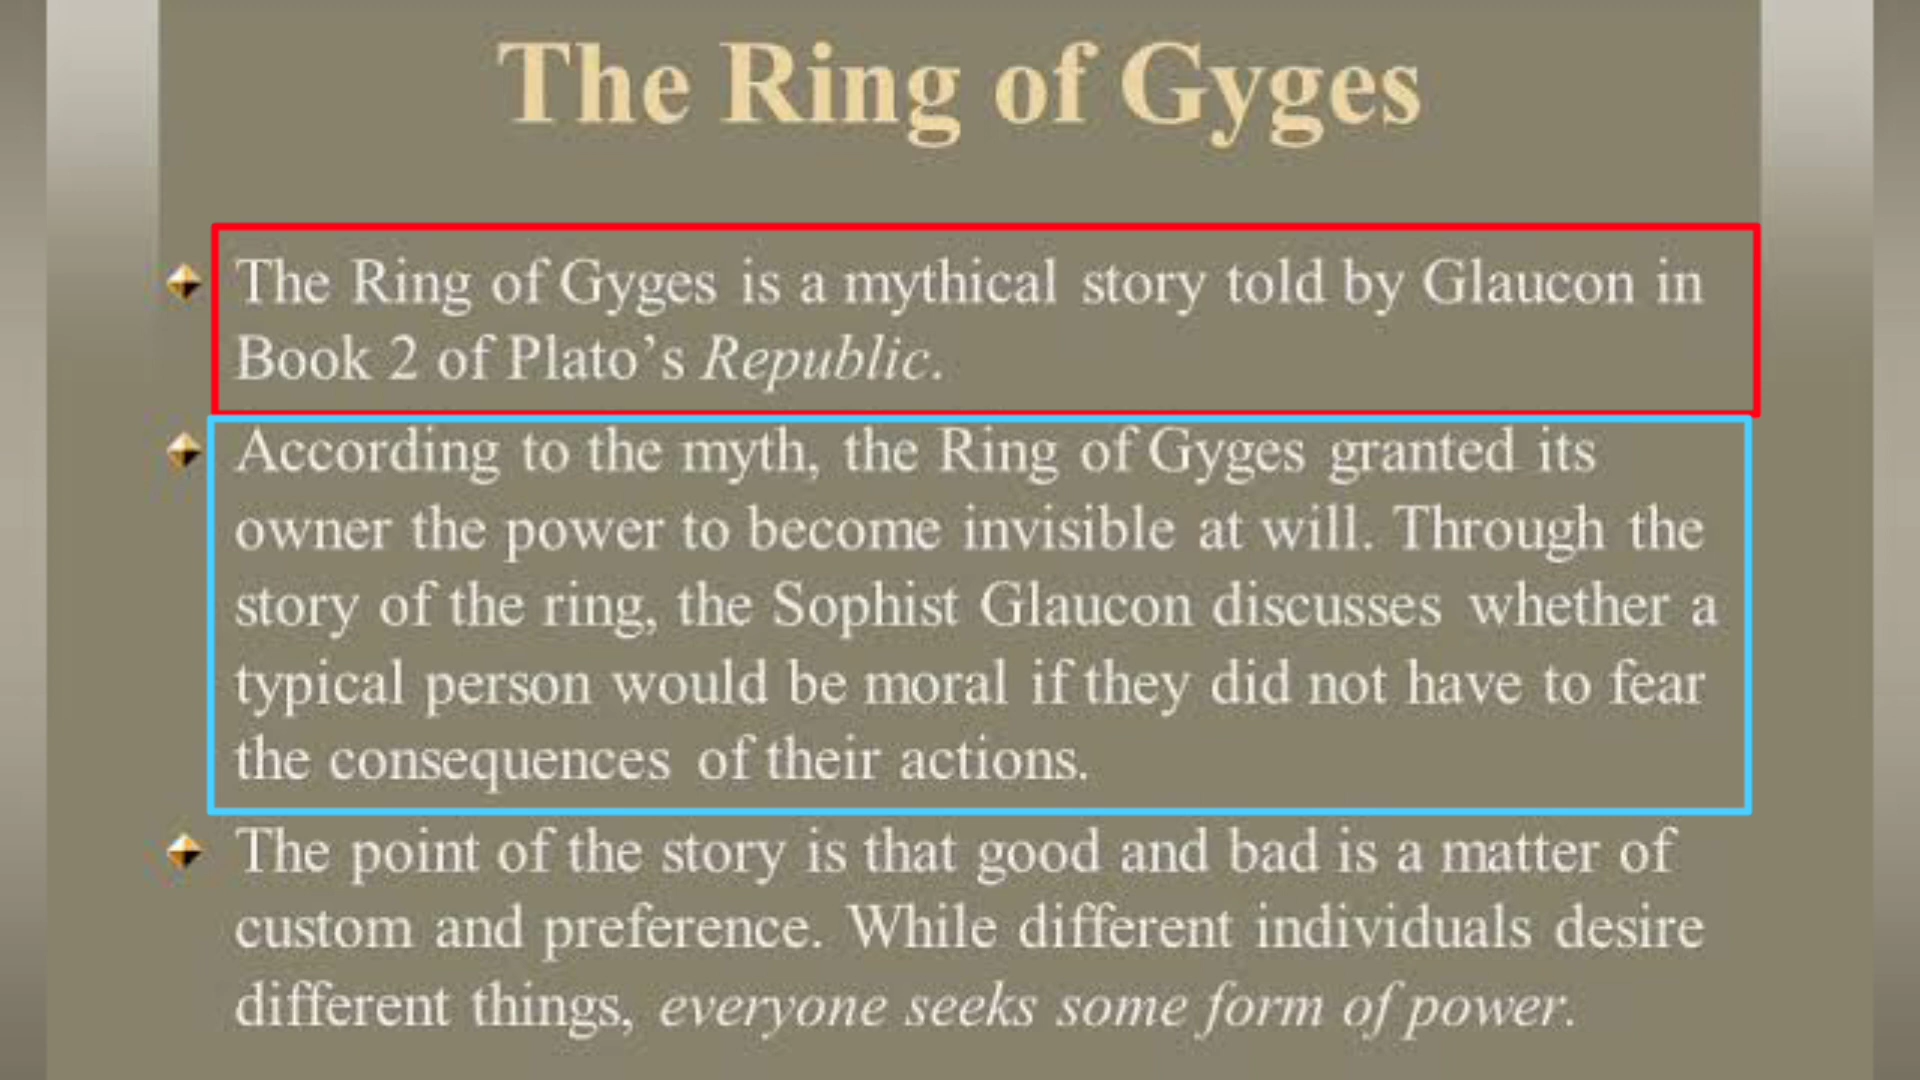 The Ring of Gyges
The Ring of Gyges is a mythical story told by Glaucon in
Book 2 of Plato’s Republic.
According to the myth, the Ring of Gyges granted its
owner the power to become invisible at will. Through the
story of the ring, the Sophist Glaucon discusses whether a
typical person would be moral if they did not have to fear
the consequences of their actions.
The point of the story is that good and bad is a matter of
custom and preference. While different individuals desire
different things, everyone seeks some form of power.